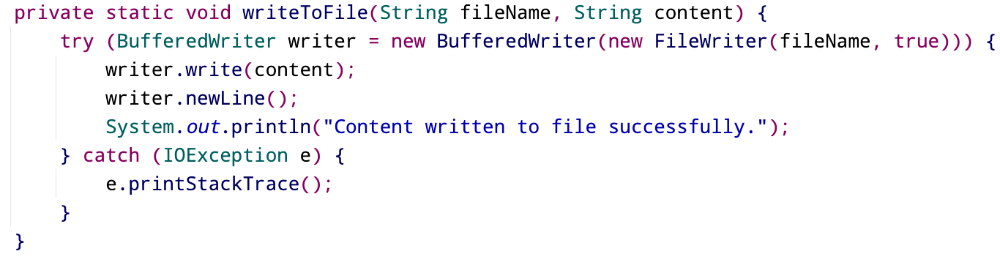 private static void writeToFile(String fileName, String content) {
    try (BufferedWriter writer = new BufferedWriter(new FileWriter(fileName, true))) {
        writer.write(content);
        writer.newLine();
        System.out.println("Content written to file successfully.");
    } catch (IOException e) {
        e.printStackTrace();
    }
}